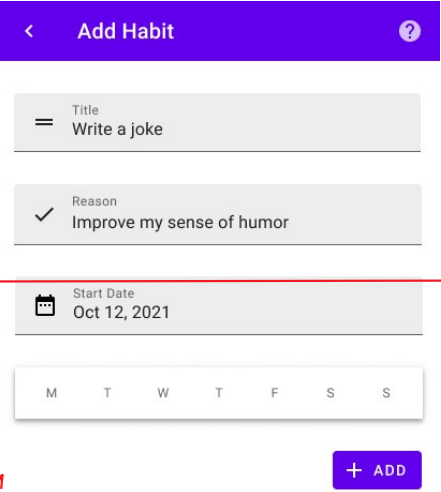 Add Habit ?
Title
Write a joke
Reason
Improve my sense of humor
Start Date
Oct 12, 2021
M T W T F S S
+ ADD